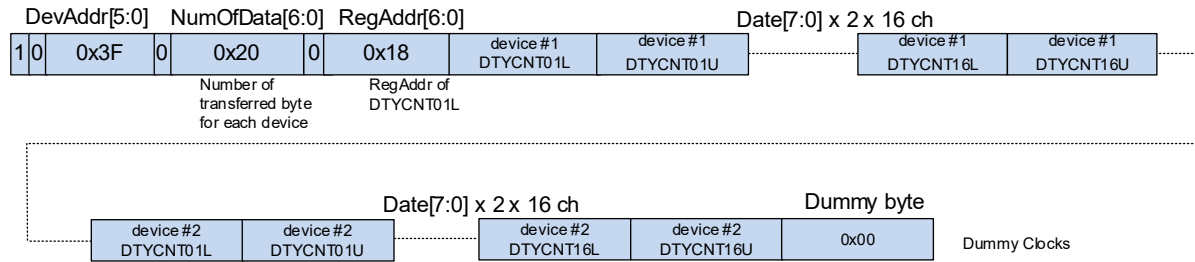 DevAddr[5:0] NumOfData[6:0] RegAddr[6:0] Date[7:0] x 2 x 16 ch
1 0 0x3F 0 0x20 0 0x18 device #1 DTYCNT01L device #1 DTYCNT01U device #1 DTYCNT16L device #1 DTYCNT16U
Number of transferred byte for each device
RegAddr of DTYCNT01L
Date[7:0] x 2 x 16 ch Dummy byte
device #2 DTYCNT01L device #2 DTYCNT01U device #2 DTYCNT16L device #2 DTYCNT16U 0x00 Dummy Clocks